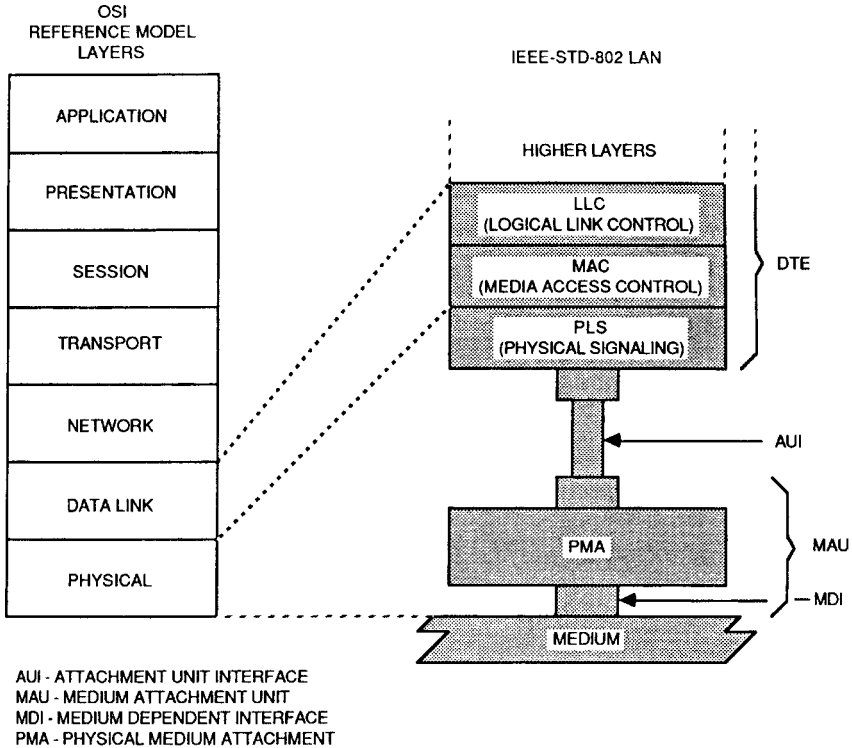 OSI
REFERENCE MODEL
LAYERS
APPLICATION
PRESENTATION
SESSION
TRANSPORT
NETWORK
DATA LINK
PHYSICAL
IEEE-STD-802 LAN
HIGHER LAYERS
LLC
(LOGICAL LINK CONTROL)
MAC
(MEDIA ACCESS CONTROL)
PLS
(PHYSICAL SIGNALING)
DTE
AUI
PMA
MAU
MDI
MEDIUM
AUI - ATTACHMENT UNIT INTERFACE
MAU - MEDIUM ATTACHMENT UNIT
MDI - MEDIUM DEPENDENT INTERFACE
PMA - PHYSICAL MEDIUM ATTACHMENT